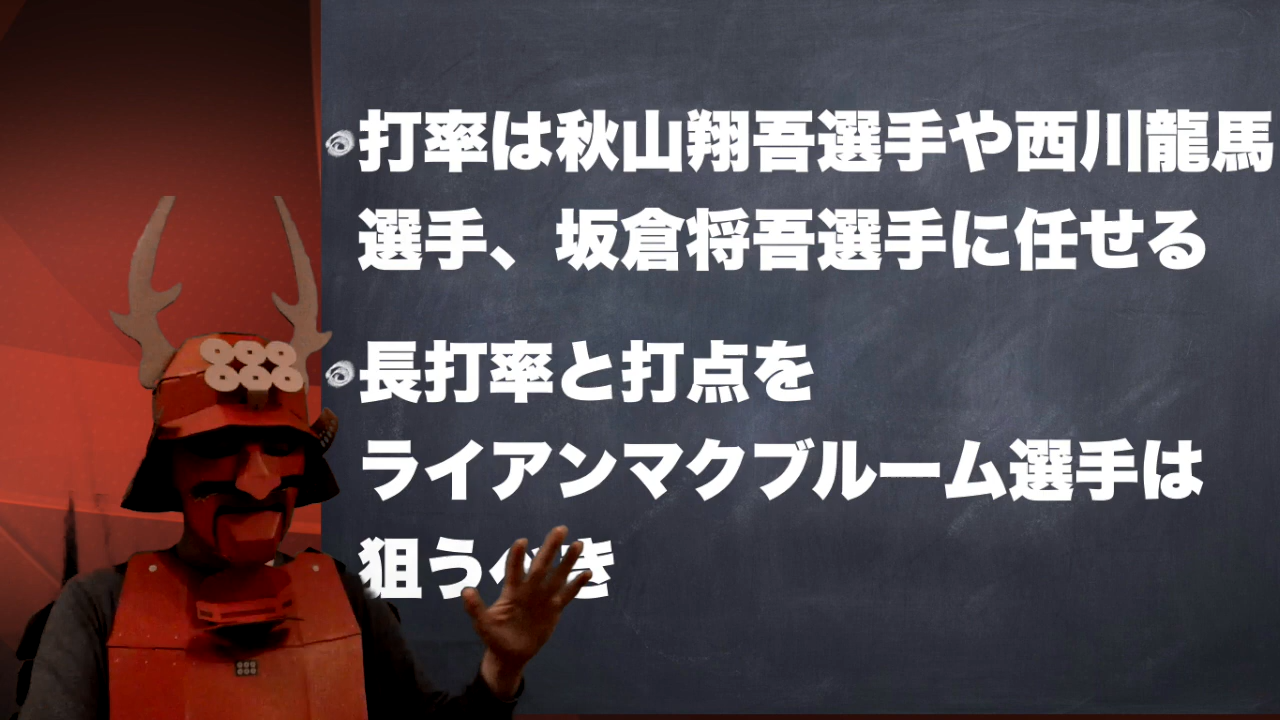 打率は秋山翔吾選手や西川龍馬
選手、坂倉将吾選手に任せる
長打率と打点を
ライアンマクブルーム選手は
狙うべき